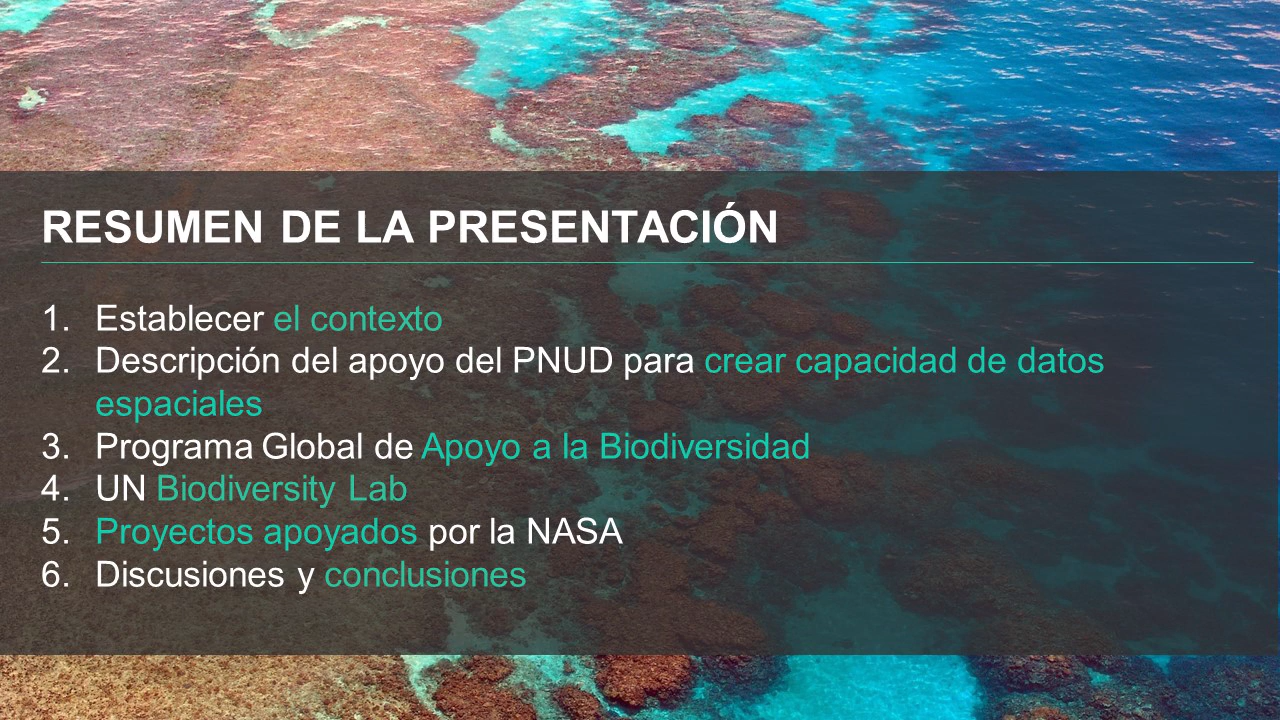 RESUMEN DE LA PRESENTACIÓN
1. Establecer el contexto
2. Descripción del apoyo del PNUD para crear capacidad de datos
espaciales
3. Programa Global de Apoyo a la Biodiversidad
4. UN Biodiversity Lab
5. Proyectos apoyados por la NASA
6. Discusiones y conclusiones